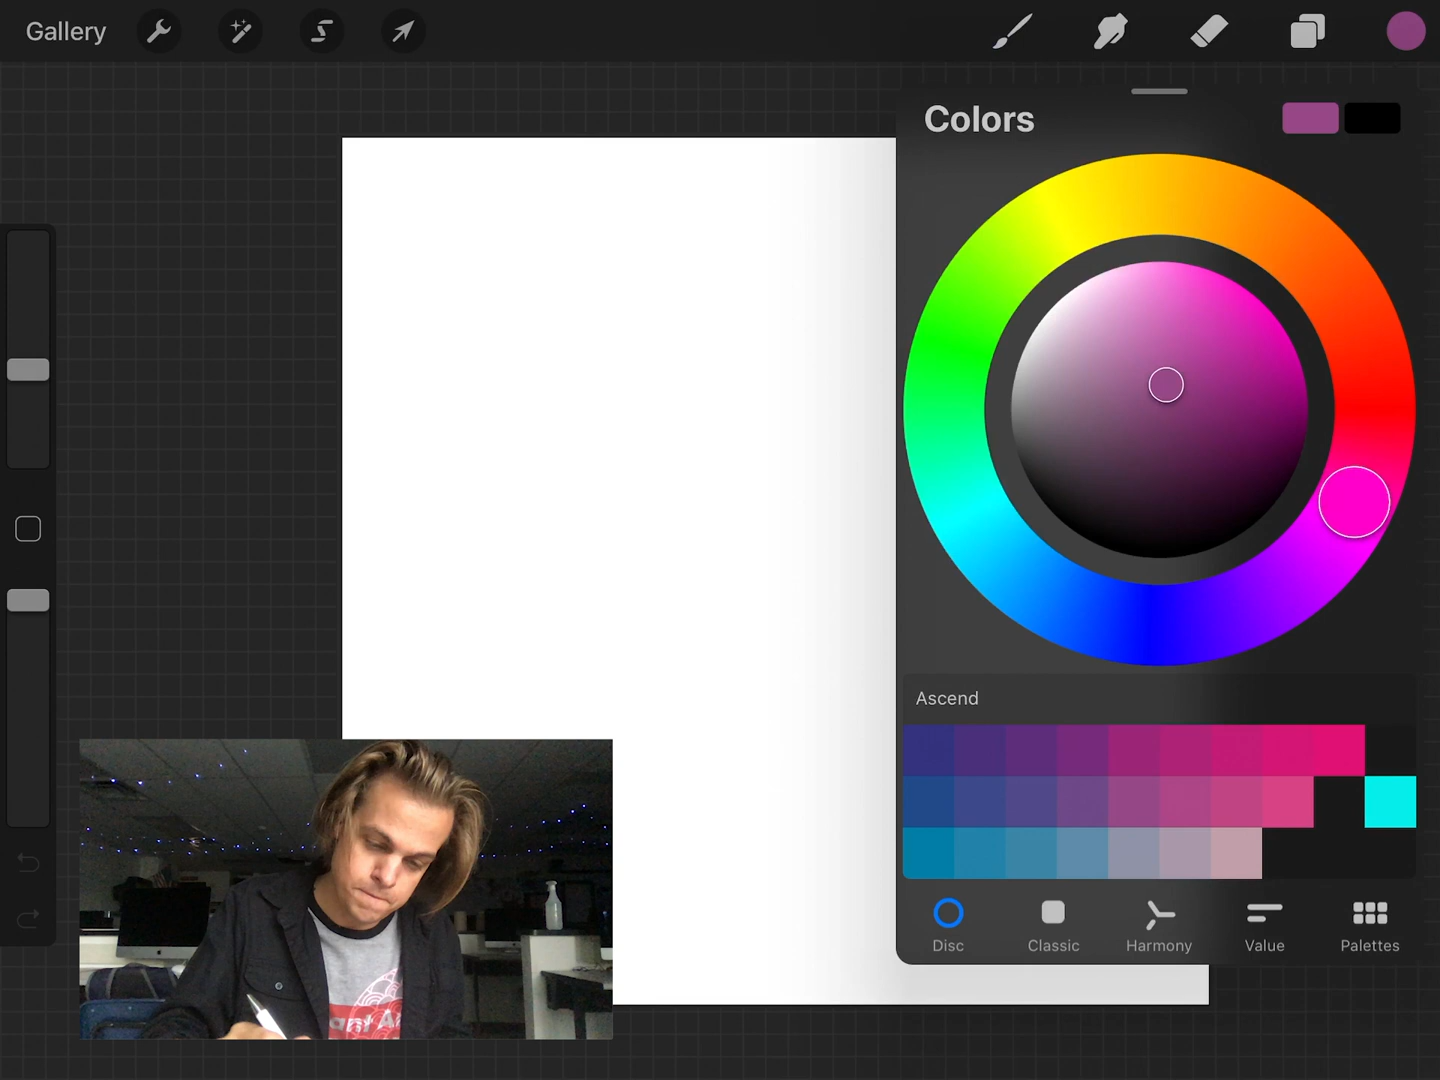 Gallery
Colors
Ascend
Disc
Classic
Harmony
Value
Palettes